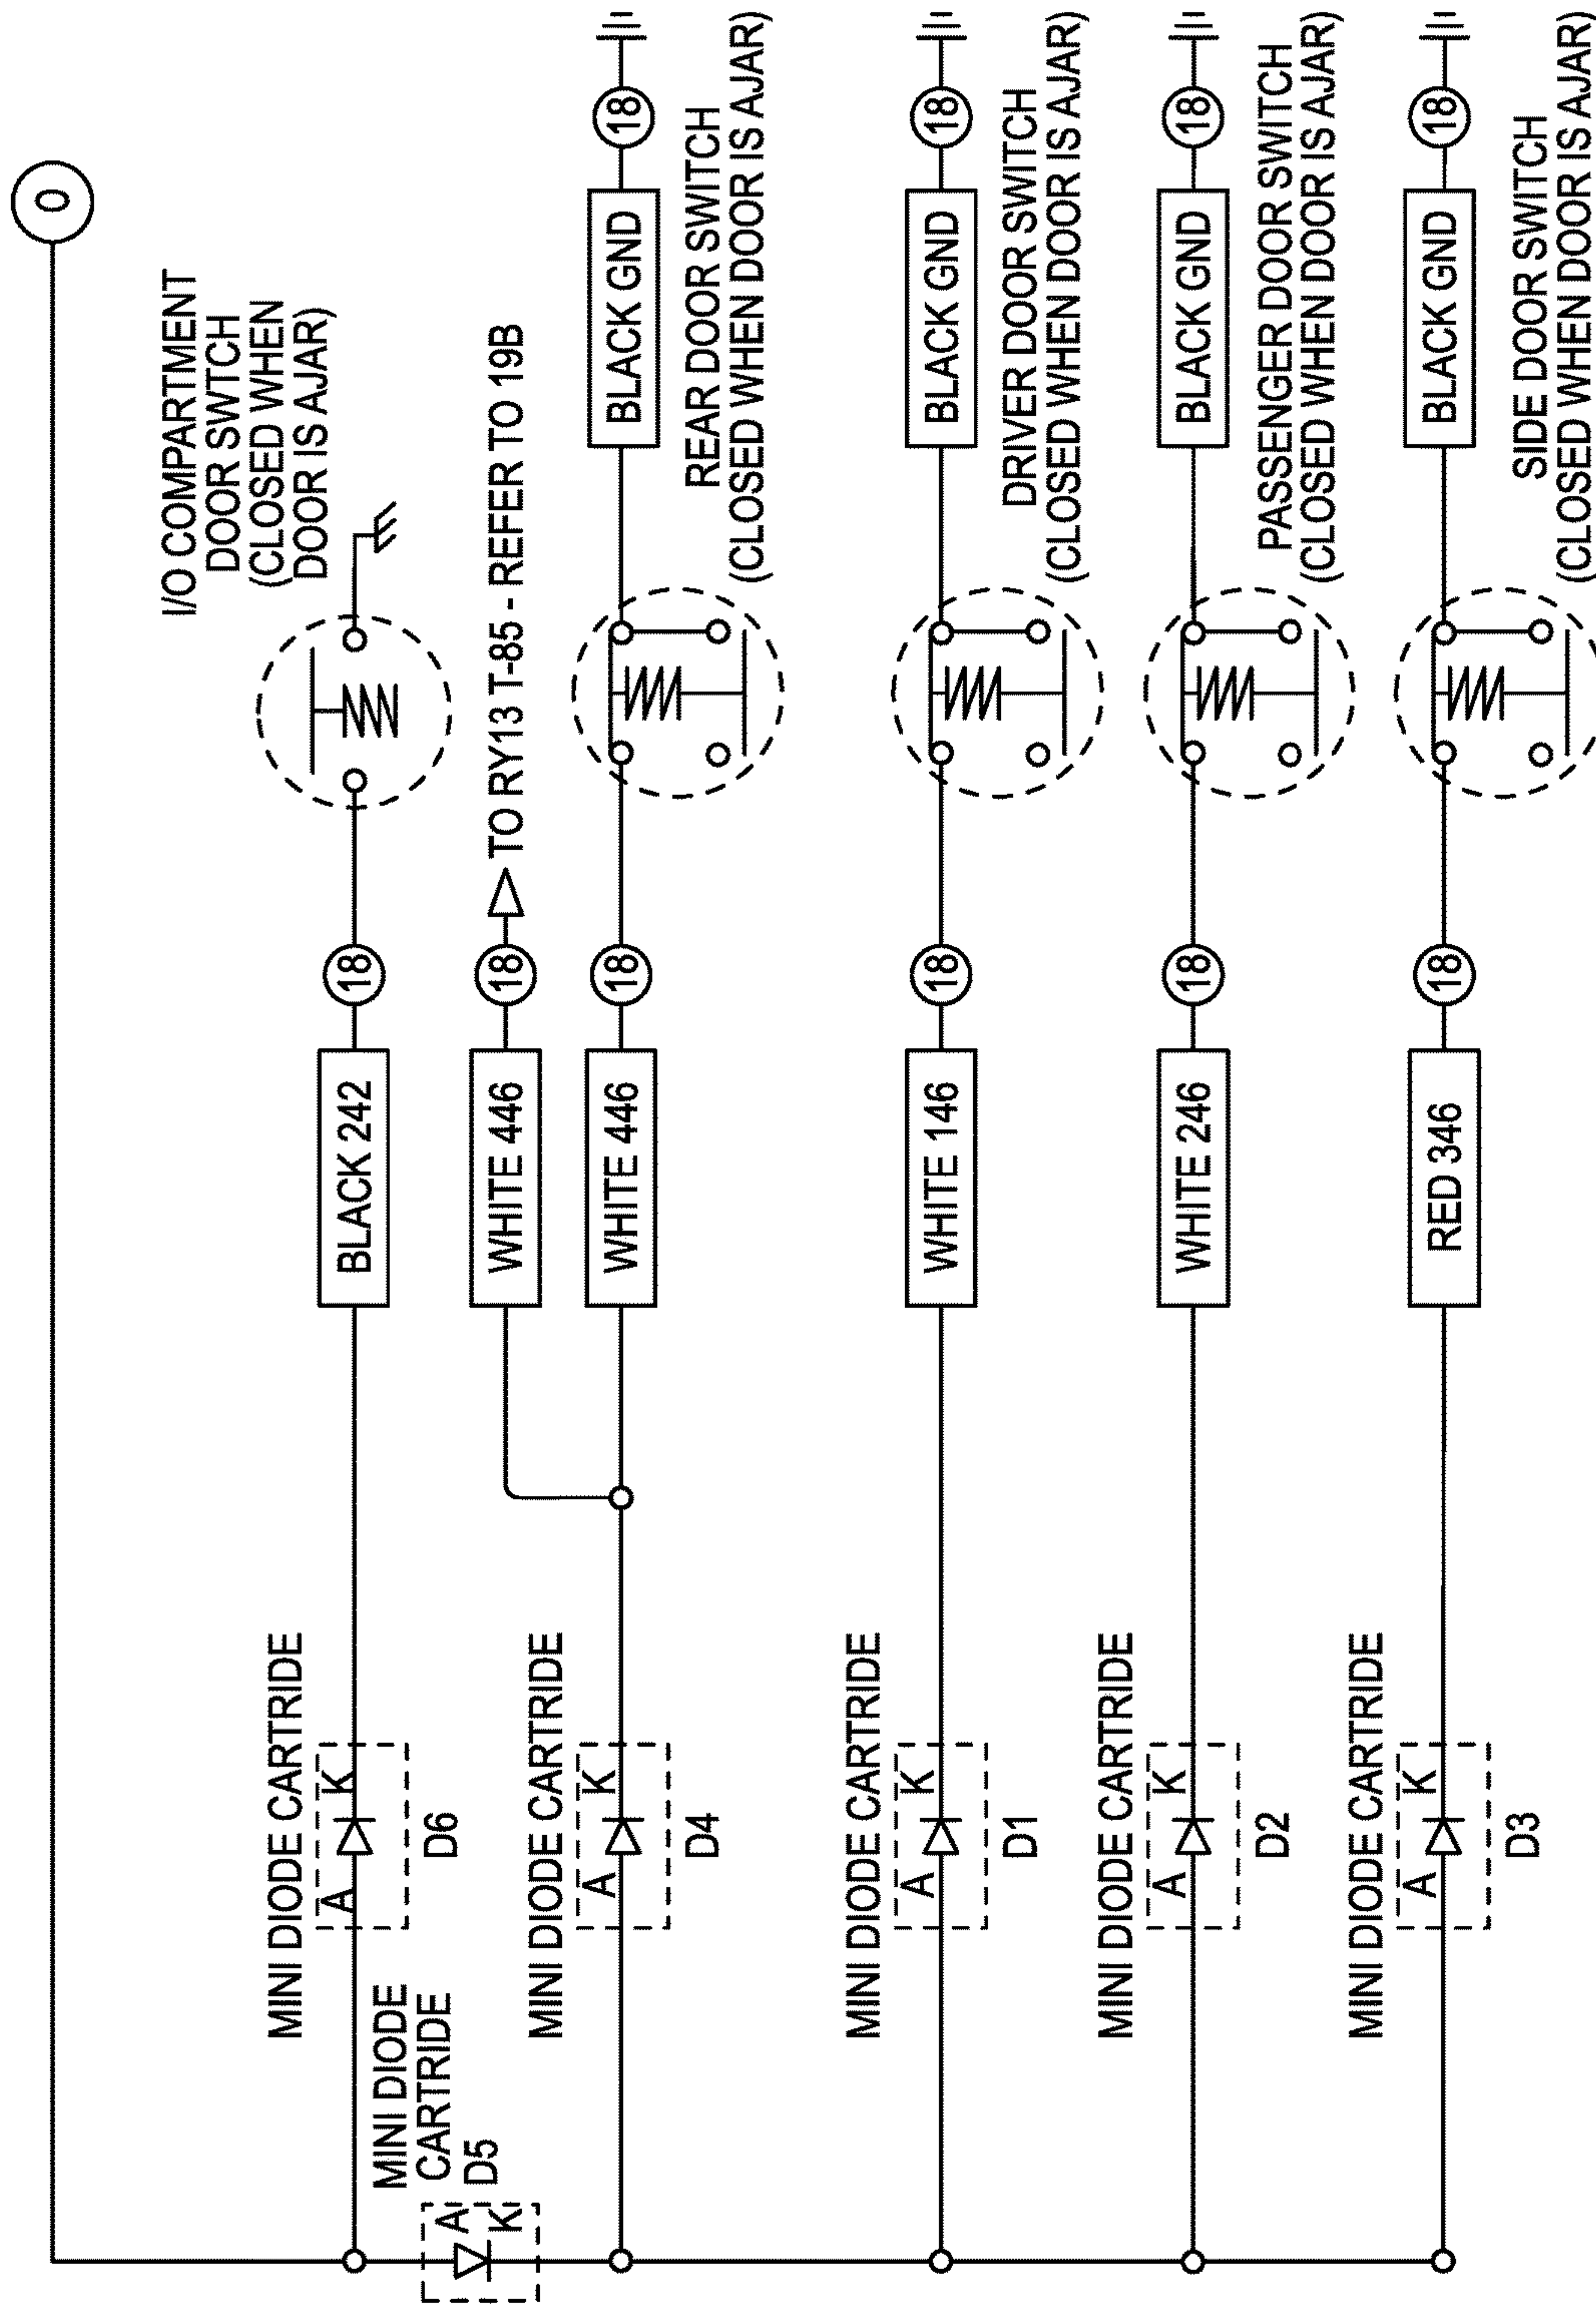 0
I/O COMPARTMENT
DOOR SWTCH
(CLOSED WHEN
DOOR IS AJAR)
MINI DIODE CARTRIDE
A K
D6
BLACK 242
18
MINI DIODE
CARTRIDE
D5
A
K
WHITE 446
18
TO RY13 T-85 - REFER TO 19B
MINI DIODE CARTRIDE
A K
D4
WHITE 446
18
BLACK GND
18
REAR DOOR SWITCH
(CLOSED WHEN DOOR IS AJAR)
MINI DIODE CARTRIDE
A K
D1
WHITE 146
18
BLACK GND
18
DRIVER DOOR SWITCH
(CLOSED WHEN DOOR IS AJAR)
MINI DIODE CARTRIDE
A K
D2
WHITE 246
18
BLACK GND
18
PASSENGER DOOR SWITCH
(CLOSED WHEN DOOR IS AJAR)
MINI DIODE CARTRIDE
A K
D3
RED 346
18
BLACK GND
18
SIDE DOOR SWITCH
(CLOSED WHEN DOOR IS AJAR)